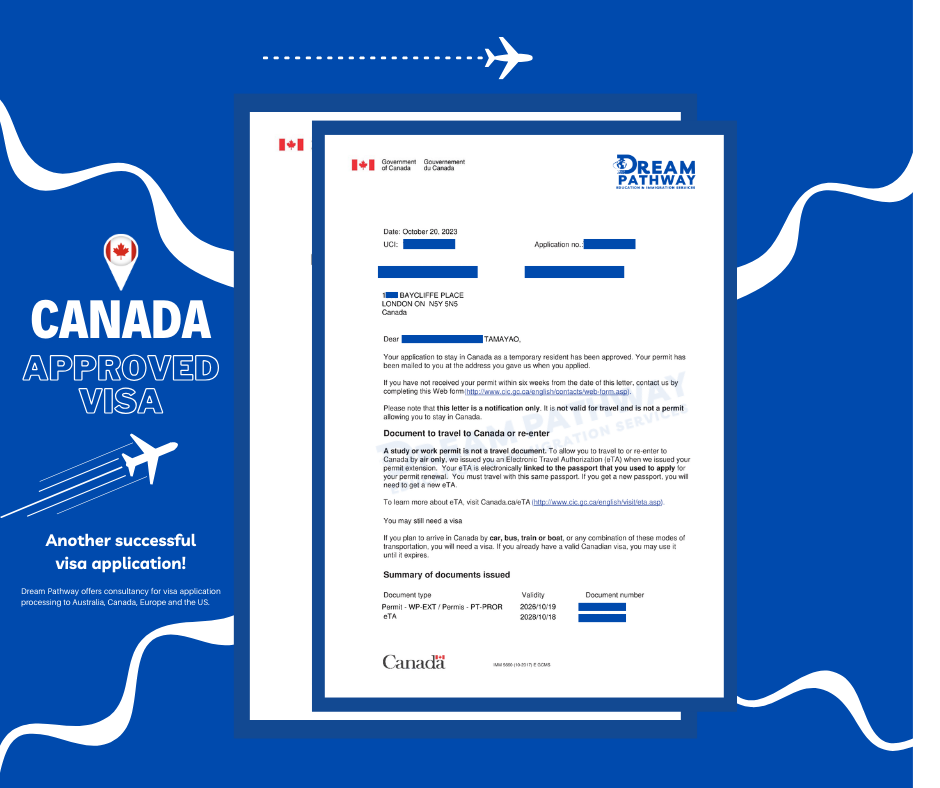 CANADA
APPROVED
VISA
Another successful
visa application!
Dream Pathway offers consultancy for visa application
processing to Australia, Canada, Europe and the US.
Government
of Canada
Gouvernement
du Canada
DREAM
PATHWAY
EDUCATION & IMMIGRATION SERVICES
Date: October 20, 2023
UCI:
Application no.:
1 BAYCLIFFE PLACE
LONDON ON N5Y 5N5
Canada
Dear TAMAYAO,
Your application to stay in Canada as a temporary resident has been approved. Your permit has
been mailed to you at the address you gave us when you applied.
If you have not received your permit within six weeks from the date of this letter, contact us by
completing this Web form(http://www.cic.gc.ca/english/contacts/web-form.asp).
Please note that this letter is a notification only. It is not valid for travel and is not a permit
allowing you to stay in Canada.
Document to travel to Canada or re-enter
A study or work permit is not a travel document. To allow you to travel to or re-enter to
Canada by air only, we issued you an Electronic Travel Authorization (eTA) when we issued your
permit extension. Your eTA is electronically linked to the passport that you used to apply for
your permit renewal. You must travel with this same passport. If you get a new passport, you will
need to get a new eTA.
To learn more about eTA, visit Canada.ca/eTA (http://www.cic.gc.ca/english/visit/eta.asp).
You may still need a visa
If you plan to arrive in Canada by car, bus, train or boat, or any combination of these modes of
transportation, you will need a visa. If you already have a valid Canadian visa, you may use it
until it expires.
Summary of documents issued
Document type Validity Document number
Permit - WP-EXT / Permis - PT-PROR 2026/10/19
eTA 2028/10/18
Canada
IMM 5690 (10-2017) E GCMS
DREAM PATHWAY
EDUCATION & IMMIGRATION SERVICES